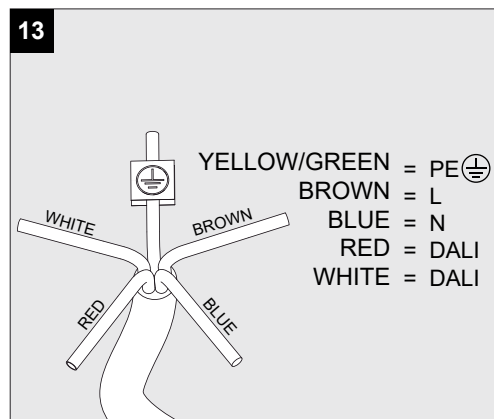 13
YELLOW/GREEN = PE
BROWN = L
BLUE = N
RED = DALI
WHITE = DALI
WHITE
BROWN
RED
BLUE